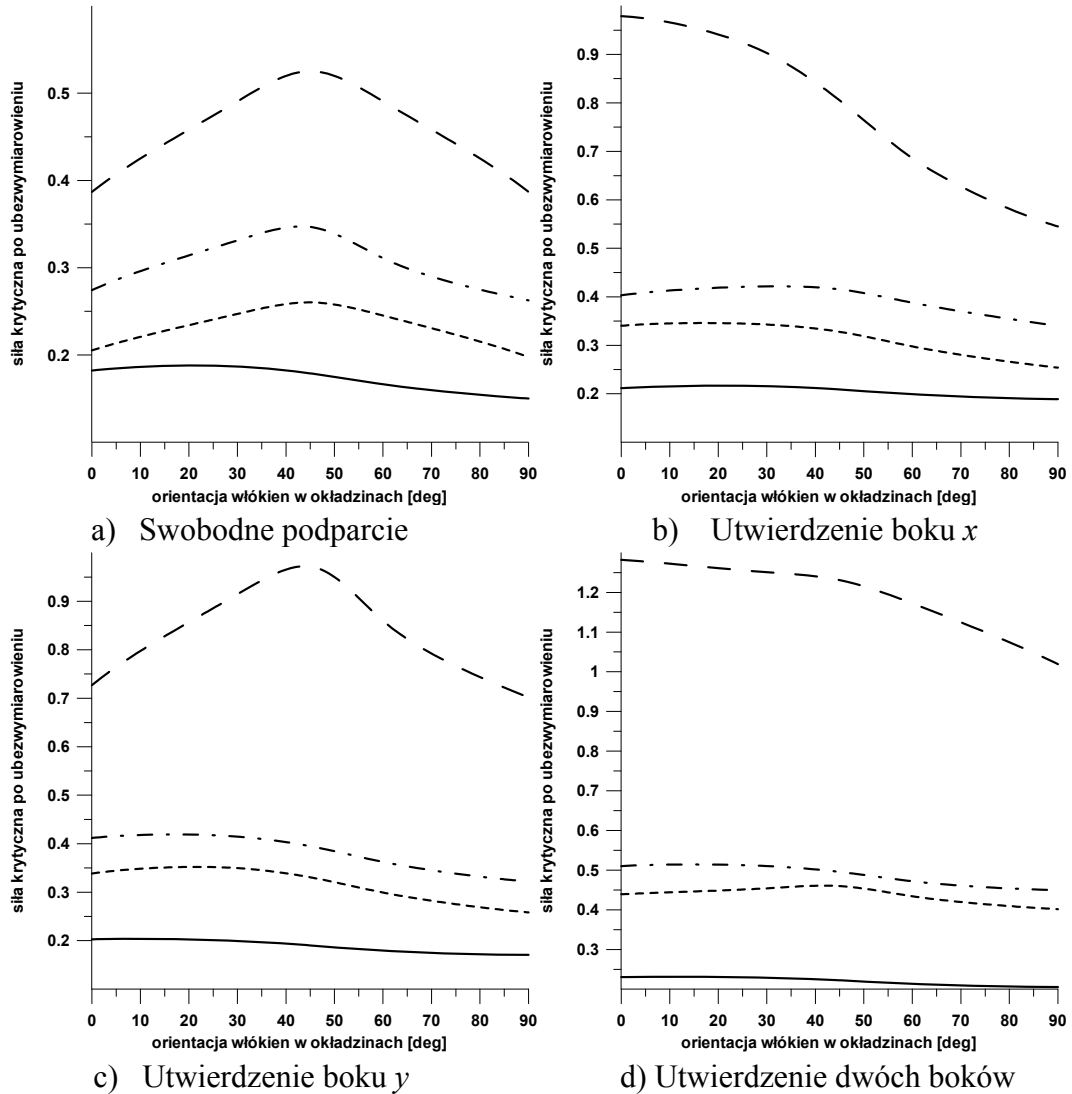 siła krytyczna po ubezwymiarowieniu
0.5
0.4
0.3
0.2
0 10 20 30 40 50 60 70 80 90
orientacja włókien w okładzinach [deg]
a) Swobodne podparcie
siła krytyczna po ubezwymiarowieniu
0.9
0.8
0.7
0.6
0.5
0.4
0.3
0.2
0 10 20 30 40 50 60 70 80 90
orientacja włókien w okładzinach [deg]
b) Utwierdzenie boku x
siła krytyczna po ubezwymiarowieniu
0.9
0.8
0.7
0.6
0.5
0.4
0.3
0.2
0 10 20 30 40 50 60 70 80 90
orientacja włókien w okładzinach [deg]
c) Utwierdzenie boku y
siła krytyczna po ubezwymiarowieniu
1.2
1.1
1
0.9
0.8
0.7
0.6
0.5
0.4
0.3
0 10 20 30 40 50 60 70 80 90
orientacja włókien w okładzinach [deg]
d) Utwierdzenie dwóch boków